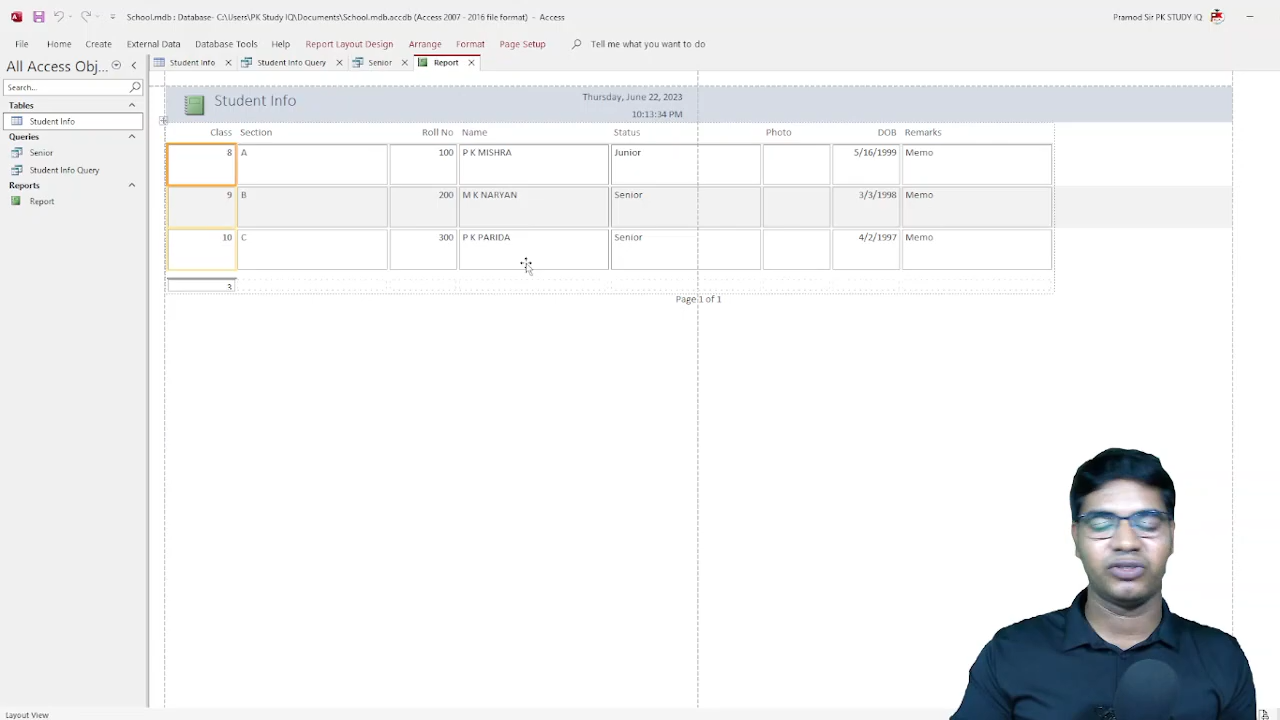 School.mdb : Database- C:\Users\PK Study IQ\Documents\School.mdb.accdb (Access 2007 - 2016 file format) - Access
Pramod Sir PK STUDY IQ
File Home Create External Data Database Tools Help Report Layout Design Arrange Format Page Setup Tell me what you want to do
All Access Obj...
Student Info Student Info Query Senior Report
Search...
Tables
Student Info
Queries
Senior
Student Info Query
Reports
Report
Student Info
Thursday, June 22, 2023
10:13:34 PM
Class Section Roll No Name Status Photo DOB Remarks
8 A 100 P K MISHRA Junior 5/16/1999 Memo
9 B 200 M K NARYAN Senior 3/3/1998 Memo
10 C 300 P K PARIDA Senior 4/2/1997 Memo
3
Page 1 of 1
Layout View